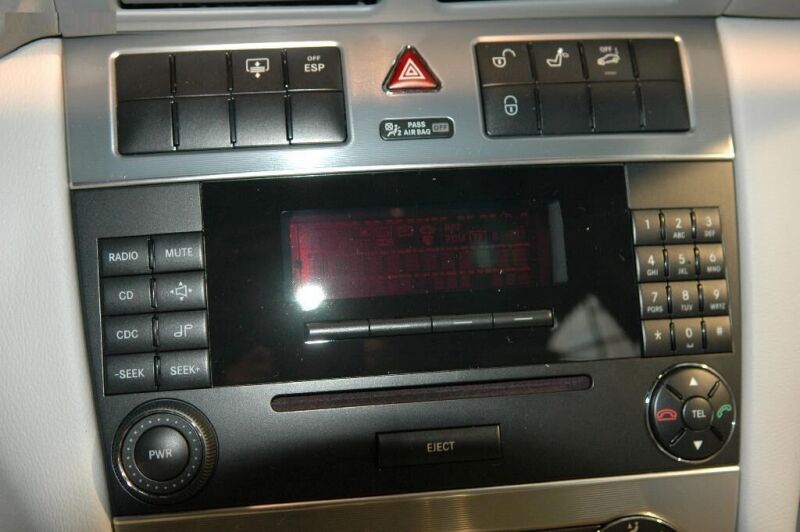 OFF
ESP
OFF
PASS
AIR BAG OFF
RADIO MUTE
CD
CDC
-SEEK SEEK+
PWR
EJECT
1 2 ABC 3 DEF
4 GHI 5 JKL 6 MNO
7 PQRS 8 TUV 9 WXYZ
* 0 #
TEL